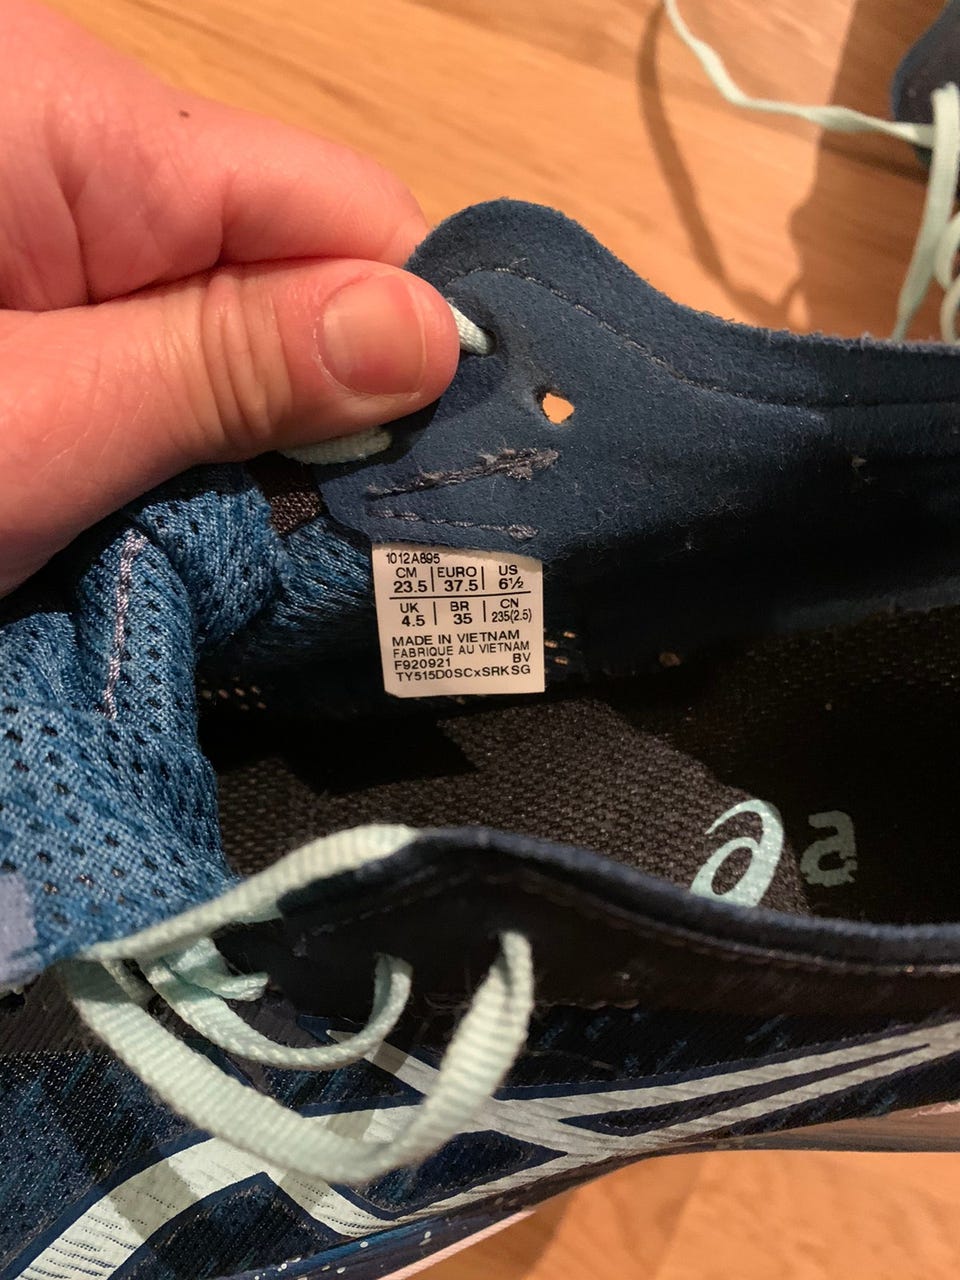 1012A895
CM EURO US
23.5 37.5 6½
UK BR CN
4.5 35 235(2.5)
MADE IN VIETNAM
FABRIQUE AU VIETNAM
F920921 BV
TY515D0SCxSRKSG
a